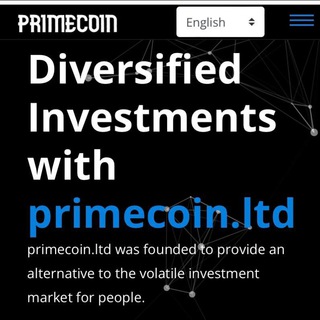 PRIMECOIN
English
Diversified
Investments
with
primecoin.ltd
primecoin.ltd was founded to provide an
alternative to the volatile investment
market for people.